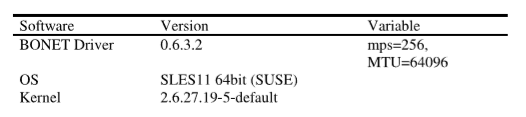 Software Version Variable
BONET Driver 0.6.3.2 mps=256,
MTU=64096
OS SLES11 64bit (SUSE)
Kernel 2.6.27.19-5-default